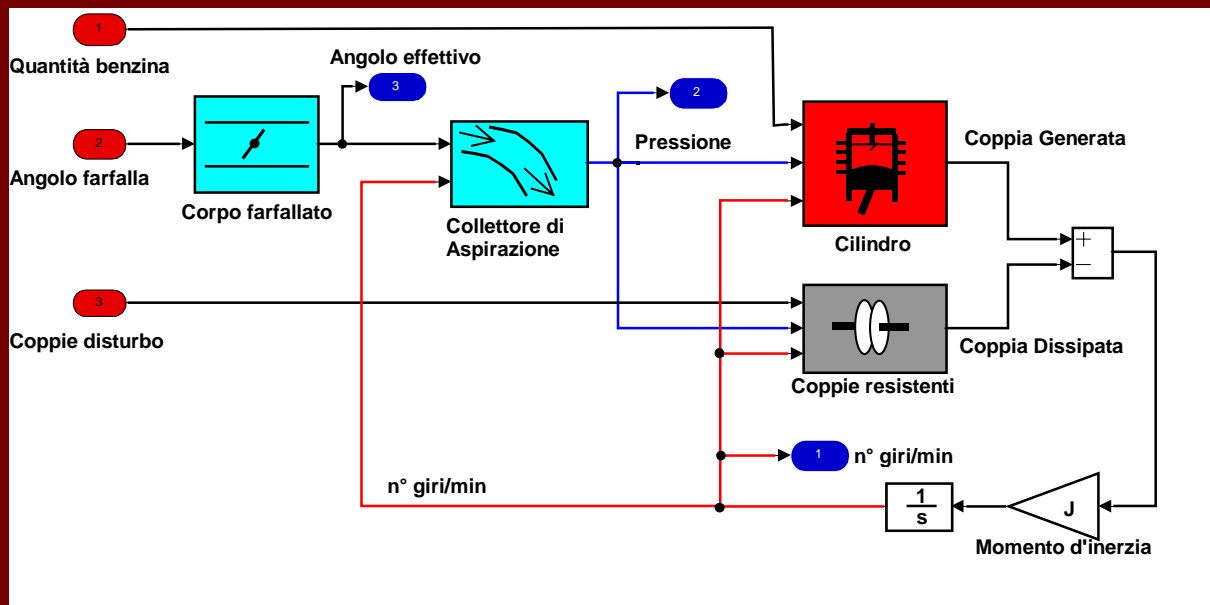 1
Quantità benzina
Angolo effettivo
3
2
Pressione
2
Angolo farfalla
Corpo farfallato
Collettore di
Aspirazione
Cilindro
Coppia Generata
+
−
3
Coppie disturbo
Coppie resistenti
Coppia Dissipata
1
n° giri/min
n° giri/min
1
s
J
Momento d'inerzia